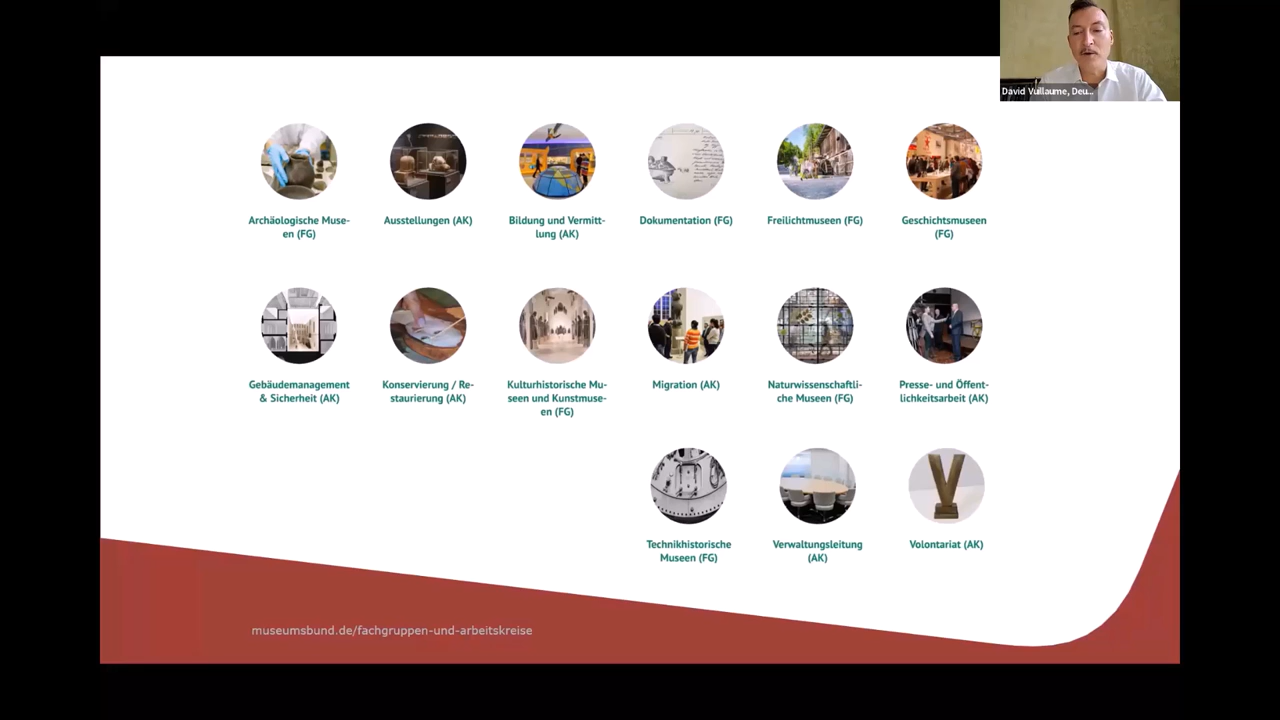 David Vuillaume, Deu...
Archäologische Muse-
en (FG)
Ausstellungen (AK)
Bildung und Vermitt-
lung (AK)
Dokumentation (FG)
Freilichtmuseen (FG)
Geschichtsmuseen
(FG)
Gebäudemanagement
& Sicherheit (AK)
Konservierung / Re-
staurierung (AK)
Kulturhistorische Mu-
seen und Kunstmuse-
en (FG)
Migration (AK)
Naturwissenschaftli-
che Museen (FG)
Presse- und Öffent-
lichkeitsarbeit (AK)
Technikhistorische
Museen (FG)
Verwaltungsleitung
(AK)
Volontariat (AK)
museumsbund.de/fachgruppen-und-arbeitskreise